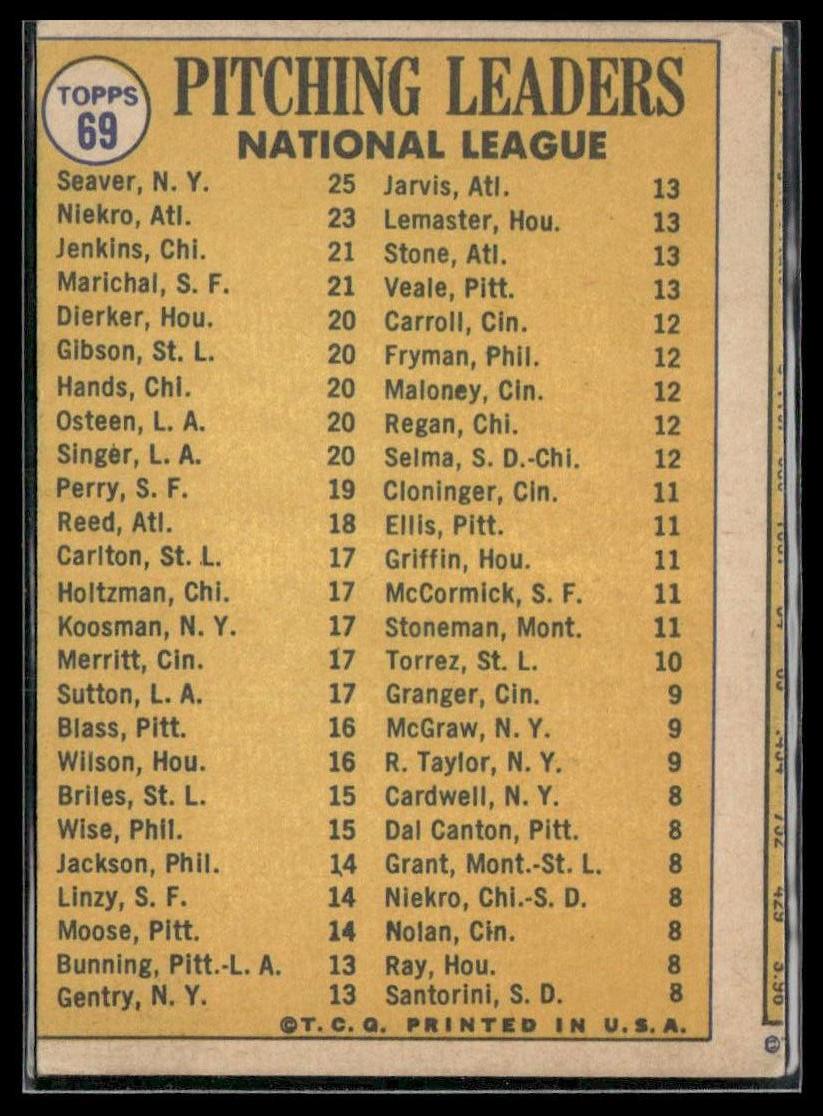 TOPPS
69
PITCHING LEADERS
NATIONAL LEAGUE
Seaver, N. Y. 25
Niekro, Atl. 23
Jenkins, Chi. 21
Marichal, S. F. 21
Dierker, Hou. 20
Gibson, St. L. 20
Hands, Chi. 20
Osteen, L. A. 20
Singer, L. A. 20
Perry, S. F. 19
Reed, Atl. 18
Carlton, St. L. 17
Holtzman, Chi. 17
Koosman, N. Y. 17
Merritt, Cin. 17
Sutton, L. A. 17
Blass, Pitt. 16
Wilson, Hou. 16
Briles, St. L. 15
Wise, Phil. 15
Jackson, Phil. 14
Linzy, S. F. 14
Moose, Pitt. 14
Bunning, Pitt.-L. A. 13
Gentry, N. Y. 13
Jarvis, Atl. 13
Lemaster, Hou. 13
Stone, Atl. 13
Veale, Pitt. 13
Carroll, Cin. 12
Fryman, Phil. 12
Maloney, Cin. 12
Regan, Chi. 12
Selma, S. D.-Chi. 12
Cloninger, Cin. 11
Ellis, Pitt. 11
Griffin, Hou. 11
McCormick, S. F. 11
Stoneman, Mont. 11
Torrez, St. L. 10
Granger, Cin. 9
McGraw, N. Y. 9
R. Taylor, N. Y. 9
Cardwell, N. Y. 8
Dal Canton, Pitt. 8
Grant, Mont.-St. L. 8
Niekro, Chi.-S. D. 8
Nolan, Cin. 8
Ray, Hou. 8
Santorini, S. D. 8
©T. C. G. PRINTED IN U. S. A.